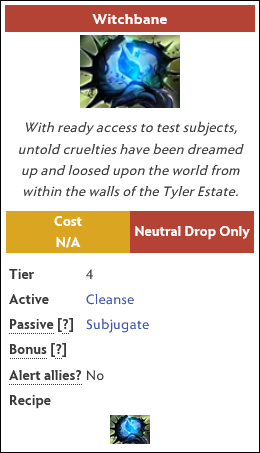 Witchbane
With ready access to test subjects,
untold cruelties have been dreamed
up and loosed upon the world from
within the walls of the Tyler Estate.
Cost
N/A
Neutral Drop Only
Tier 4
Active Cleanse
Passive [?] Subjugate
Bonus [?]
Alert allies? No
Recipe